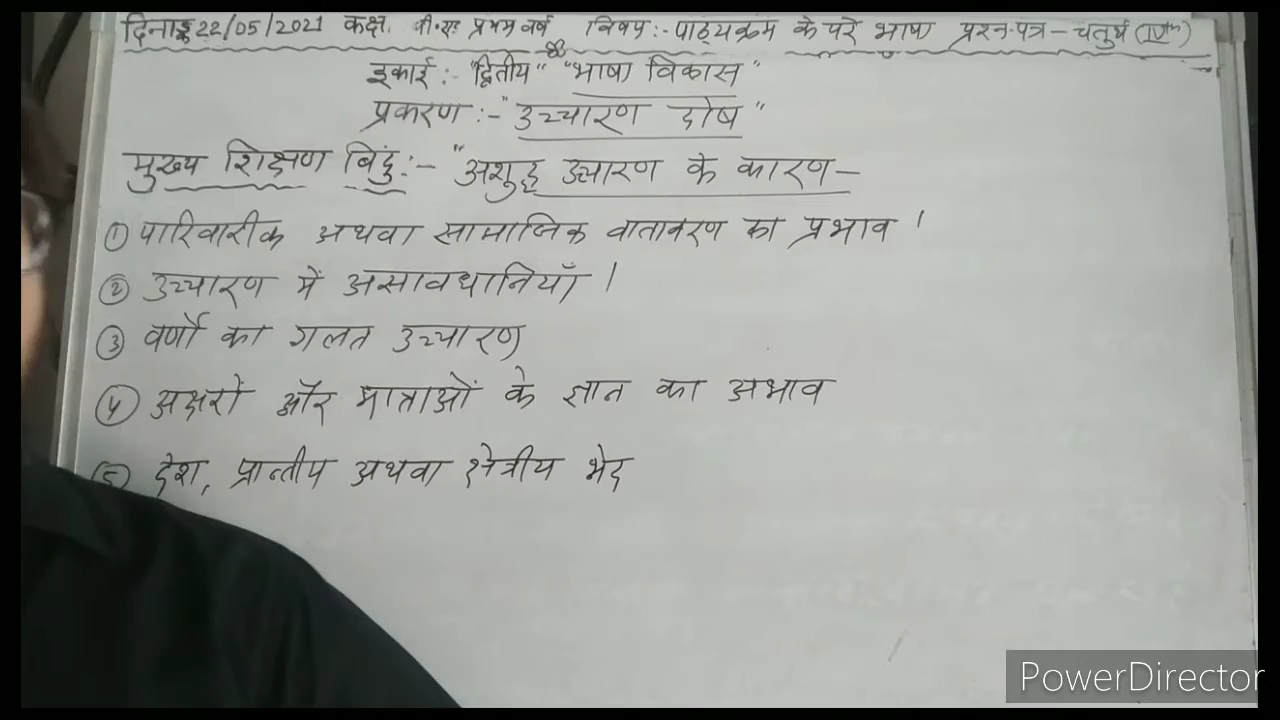 दिनाङ्क 22/05/2021 कक्षा बी.एड प्रथम वर्ष विषय:- पाठ्यक्रम के परे भाषा प्रश्न-पत्र - चतुर्थ (IVth)
इकाई:- "द्वितीय" "भाषा विकास"
प्रकरण:- "उच्चारण दोष"
मुख्य शिक्षण बिंदु:- "अशुद्ध उच्चारण के कारण-
① पारिवारीक अथवा सामाजिक वातावरण का प्रभाव ।
② उच्चारण में असावधानियाँ ।
③ वर्णों का गलत उच्चारण
④ अक्षरों और मात्राओं के ज्ञान का अभाव
⑤ देश, प्रान्तीय अथवा क्षेत्रीय भेद
PowerDirector